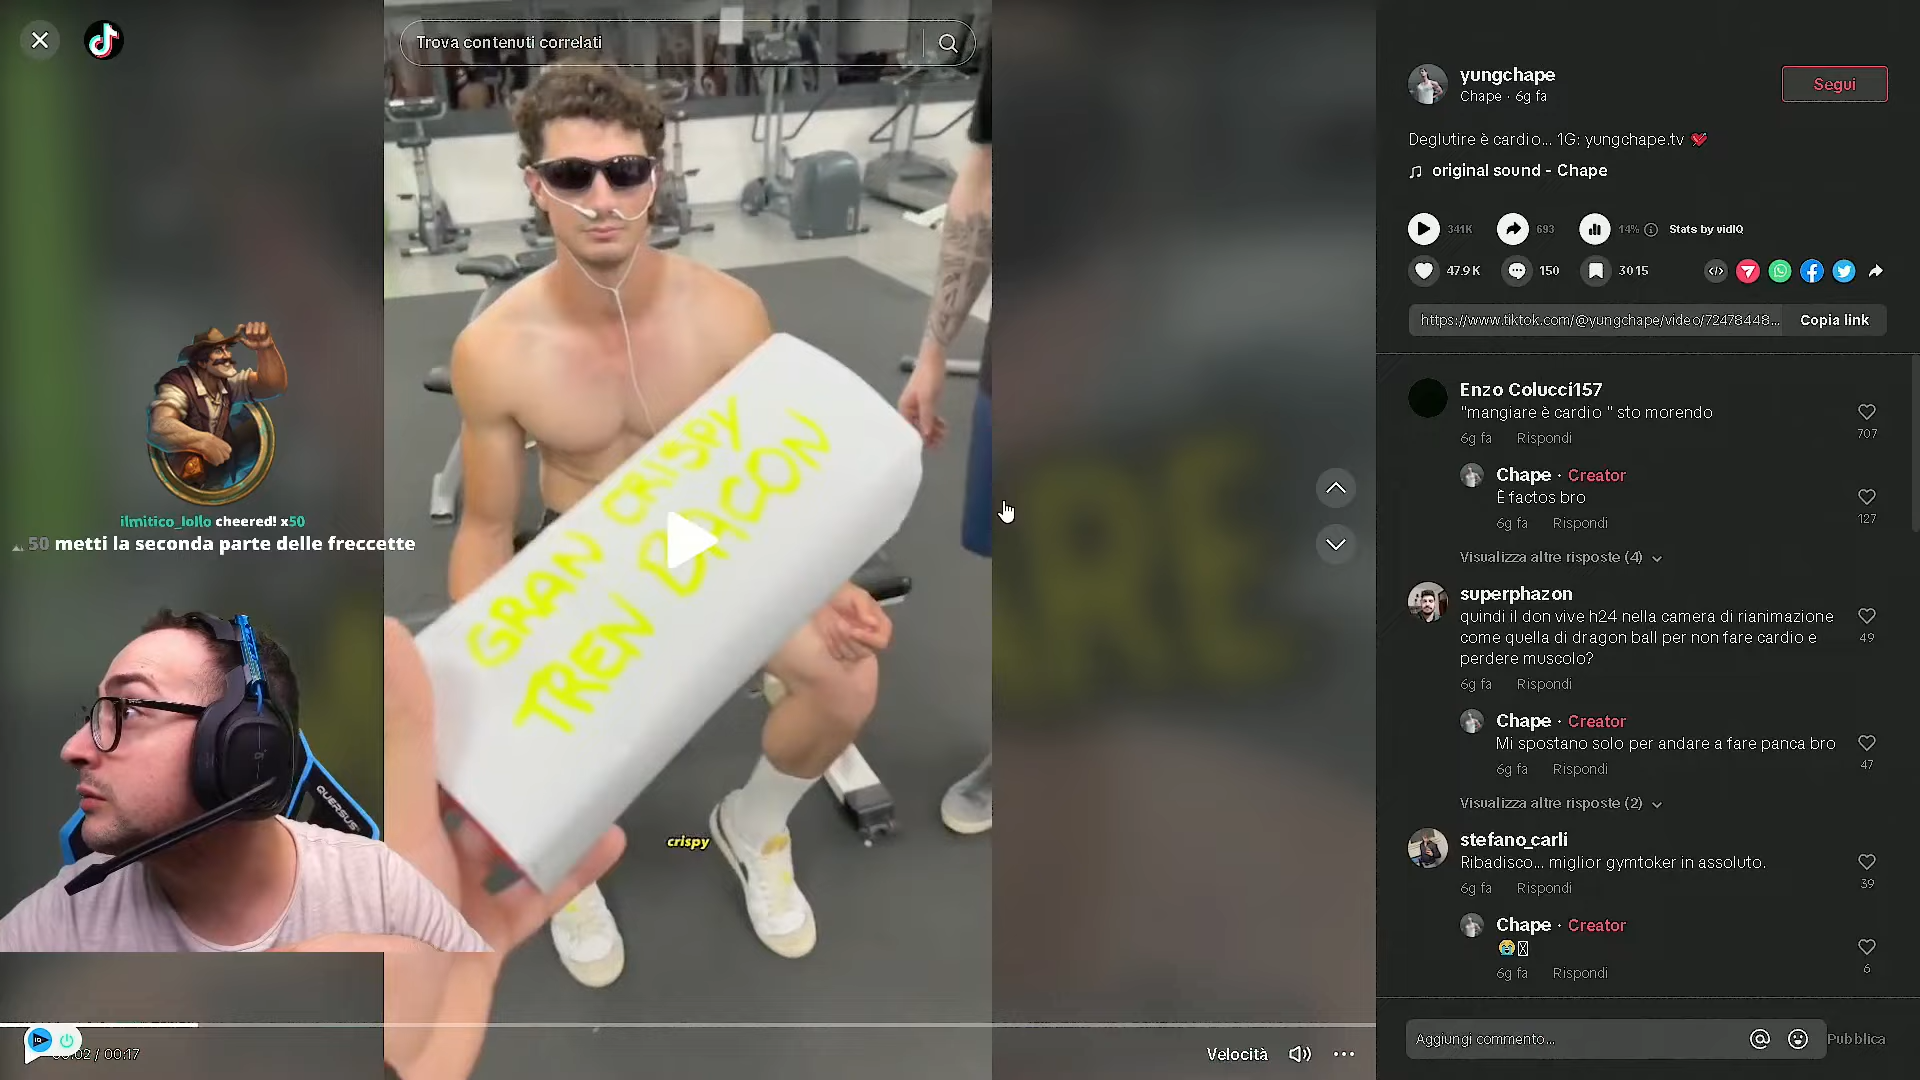 Trova contenuti correlati
GRAN CRISPY
TREN BACON
crispy
ilmitico_lollo cheered! x50
50 metti la seconda parte delle freccette
QUERSUS
00:02 / 00:17
Velocità
yungchape
Chape · 6g fa
Segui
Deglutire è cardio... 1G: yungchape.tv
original sound - Chape
341K
693
14%
Stats by vidIQ
47.9K
150
3015
https://www.tiktok.com/@yungchape/video/72478448...
Copia link
Enzo Colucci157
"mangiare è cardio " sto morendo
6g fa Rispondi
707
Chape · Creator
È factos bro
6g fa Rispondi
127
Visualizza altre risposte (4)
superphazon
quindi il don vive h24 nella camera di rianimazione
come quella di dragon ball per non fare cardio e
perdere muscolo?
6g fa Rispondi
49
Chape · Creator
Mi spostano solo per andare a fare panca bro
6g fa Rispondi
47
Visualizza altre risposte (2)
stefano_carli
Ribadisco... miglior gymtoker in assoluto.
6g fa Rispondi
39
Chape · Creator
😭
6g fa Rispondi
6
Aggiungi commento...
Pubblica